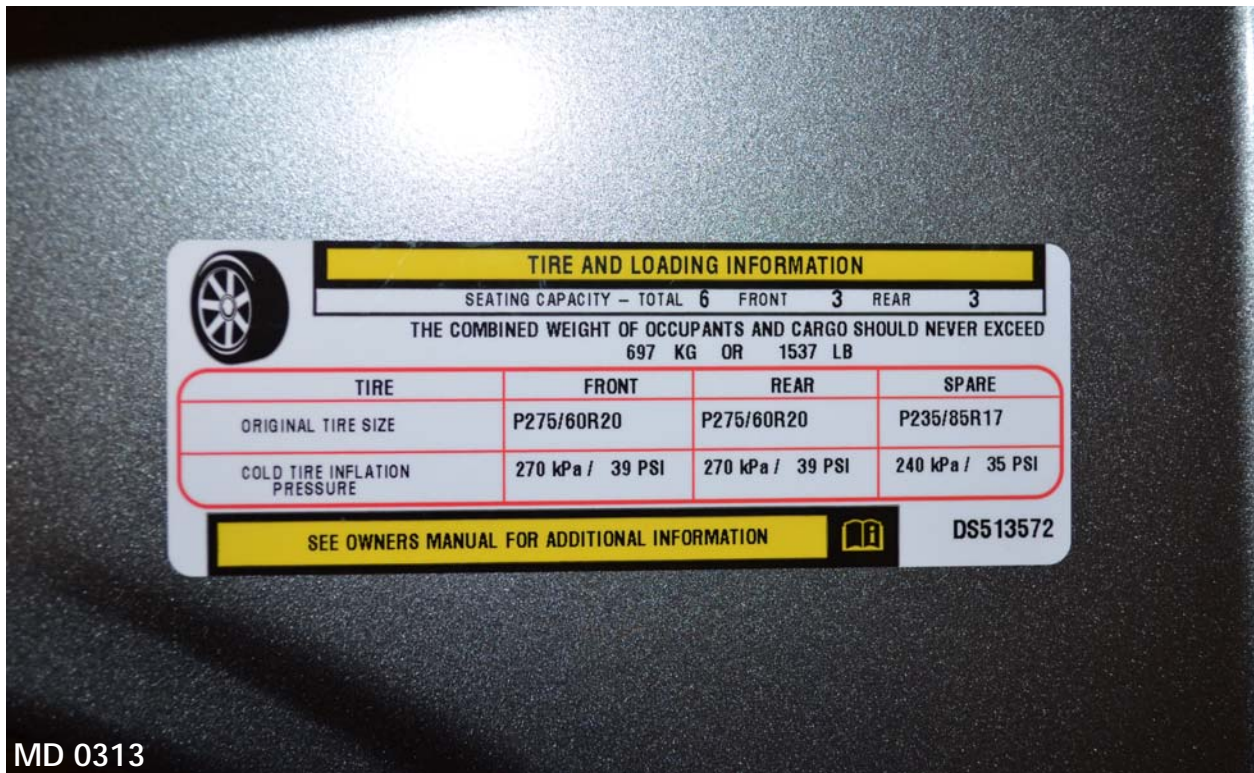 TIRE AND LOADING INFORMATION
SEATING CAPACITY – TOTAL 6 FRONT 3 REAR 3
THE COMBINED WEIGHT OF OCCUPANTS AND CARGO SHOULD NEVER EXCEED
697 KG OR 1537 LB
TIRE FRONT REAR SPARE
ORIGINAL TIRE SIZE P275/60R20 P275/60R20 P235/85R17
COLD TIRE INFLATION PRESSURE 270 kPa / 39 PSI 270 kPa / 39 PSI 240 kPa / 35 PSI
SEE OWNERS MANUAL FOR ADDITIONAL INFORMATION
DS513572
MD 0313